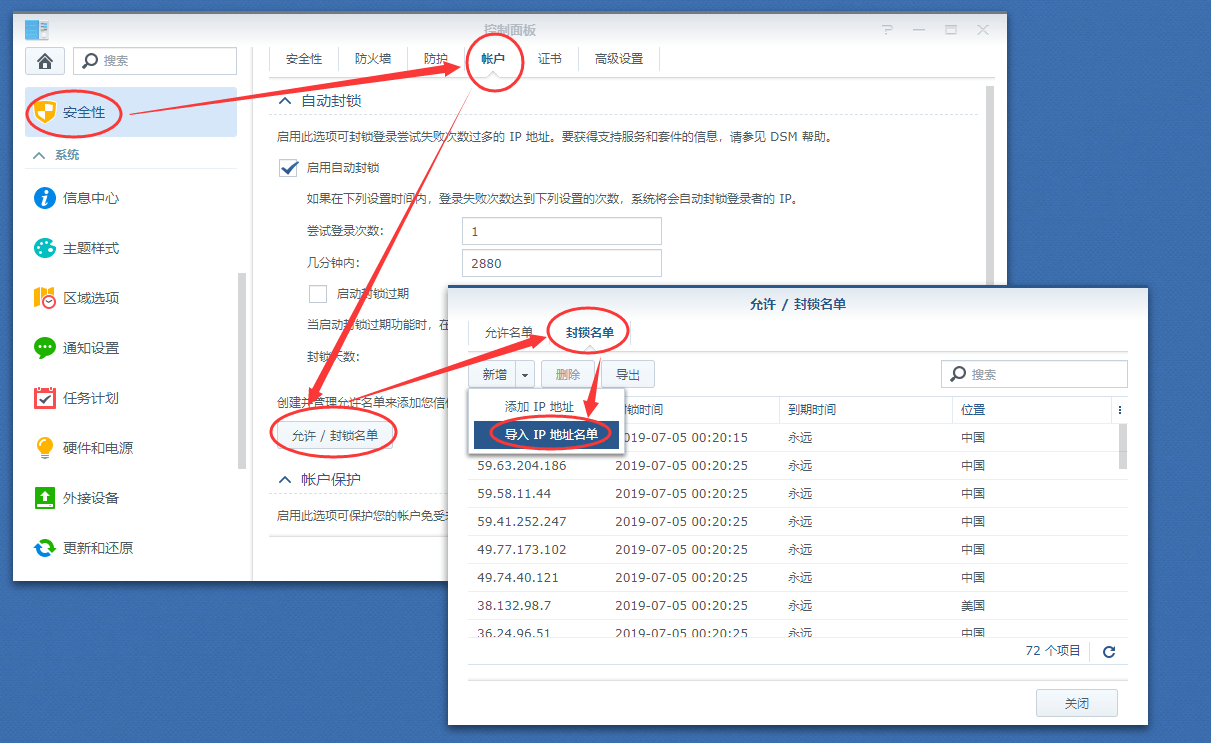 控制面板
搜索
安全性
系统
信息中心
主题样式
区域选项
通知设置
任务计划
硬件和电源
外接设备
更新和还原
安全性 防火墙 防护 帐户 证书 高级设置
自动封锁
启用此选项可封锁登录尝试失败次数过多的 IP 地址。要获得支持服务和套件的信息，请参见 DSM 帮助。
启用自动封锁
如果在下列设置时间内，登录失败次数达到下列设置的次数，系统将会自动封锁登录者的 IP。
尝试登录次数: 1
几分钟内: 2880
启动封锁过期
当启动封锁过期功能时，在
封锁天数:
创建并管理允许名单来添加您信
允许 / 封锁名单
帐户保护
启用此选项可保护您的帐户免受
允许 / 封锁名单
允许名单 封锁名单
新增 删除 导出 搜索
添加 IP 地址
导入 IP 地址名单
锁时间 到期时间 位置
019-07-05 00:20:15 永远 中国
59.63.204.186 2019-07-05 00:20:25 永远 中国
59.58.11.44 2019-07-05 00:20:25 永远 中国
59.41.252.247 2019-07-05 00:20:25 永远 中国
49.77.173.102 2019-07-05 00:20:25 永远 中国
49.74.40.121 2019-07-05 00:20:25 永远 中国
38.132.98.7 2019-07-05 00:20:25 永远 美国
36.24.96.51 2019-07-05 00:20:25 永远 中国
72 个项目
关闭